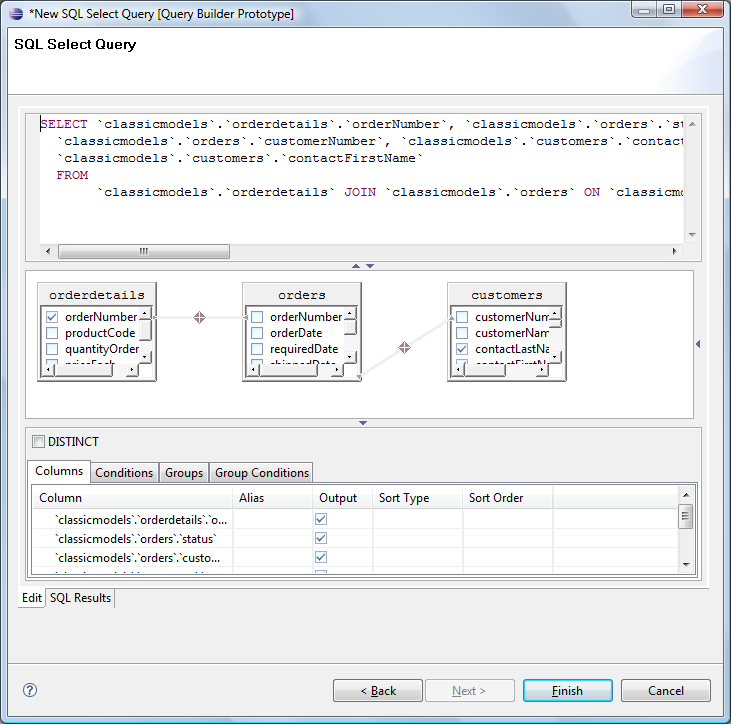 *New SQL Select Query [Query Builder Prototype]
SQL Select Query
SELECT `classicmodels`.`orderdetails`.`orderNumber`, `classicmodels`.`orders`.`st
`classicmodels`.`orders`.`customerNumber`, `classicmodels`.`customers`.`contact
`classicmodels`.`customers`.`contactFirstName`
FROM
`classicmodels`.`orderdetails` JOIN `classicmodels`.`orders` ON `classicmo
orderdetails
orderNumber
productCode
quantityOrder
priceEach
orders
orderNumber
orderDate
requiredDate
shippedDate
customers
customerNum
customerNam
contactLastNa
contactFirstNa
DISTINCT
Columns Conditions Groups Group Conditions
Column Alias Output Sort Type Sort Order
`classicmodels`.`orderdetails`.`o...
`classicmodels`.`orders`.`status`
`classicmodels`.`orders`.`custo...
Edit SQL Results
? < Back Next > Finish Cancel